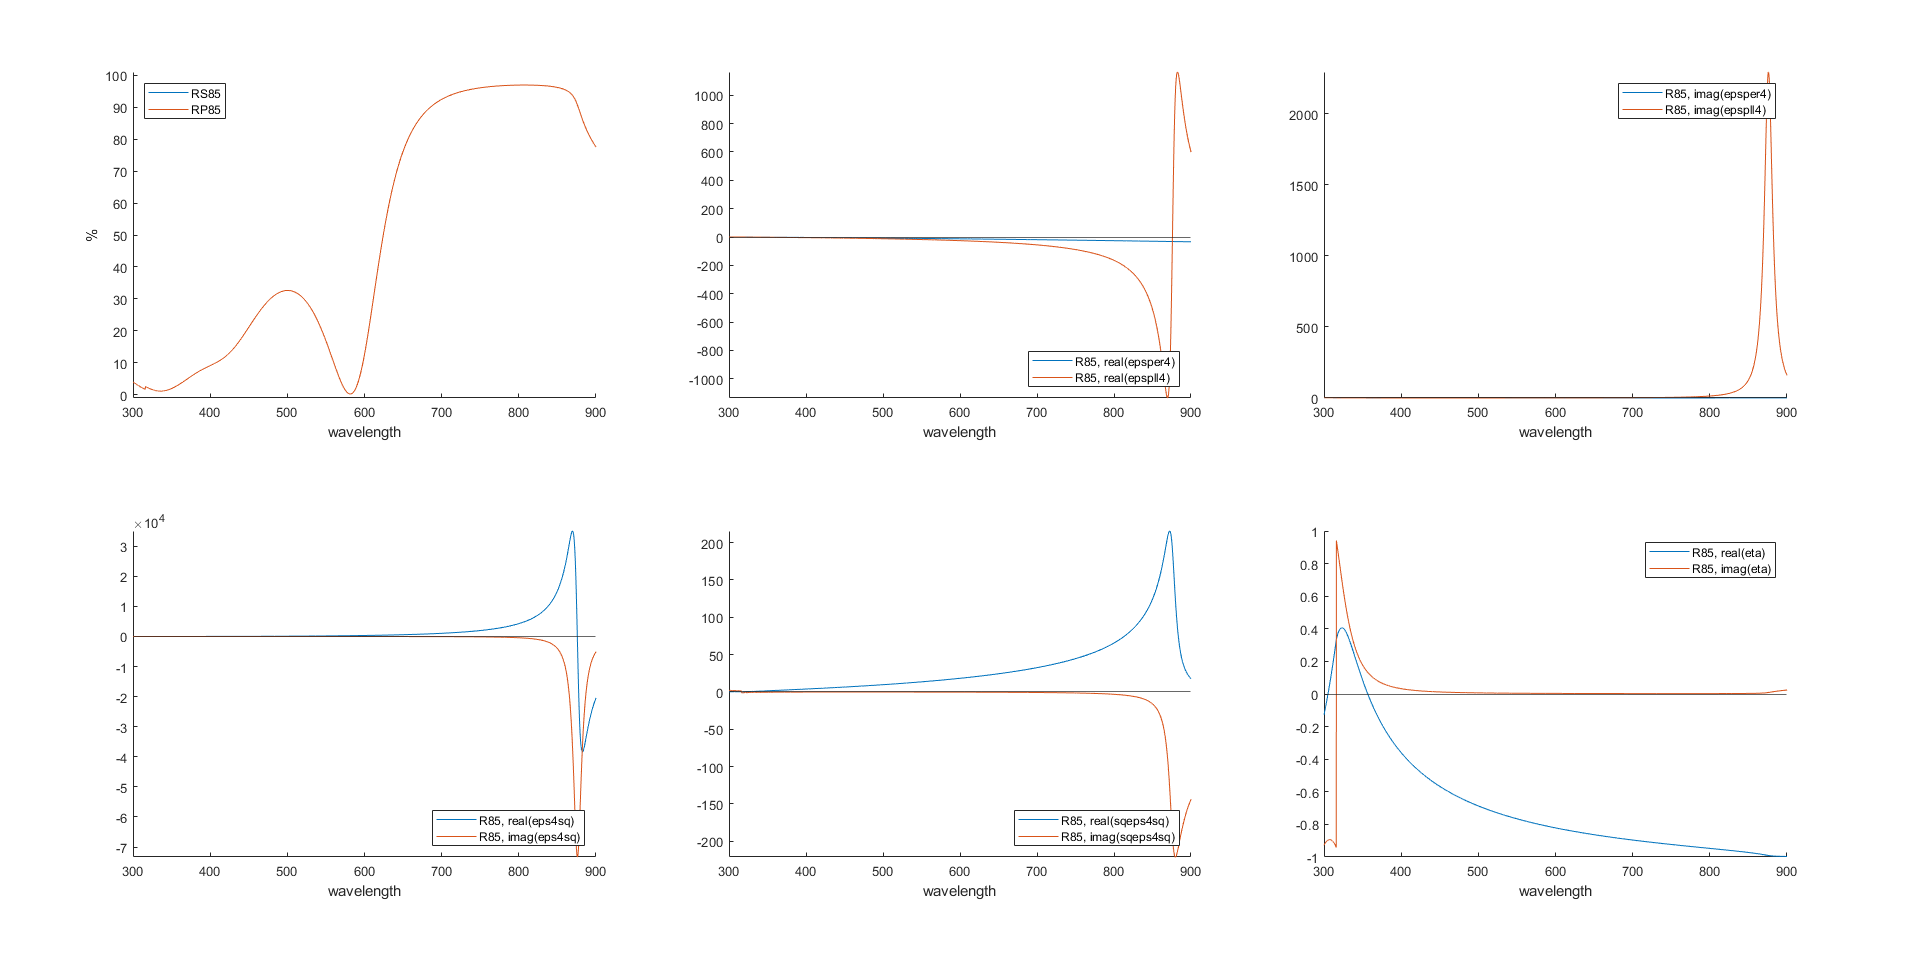 RS85
RP85
100
90
80
70
60
50
40
30
20
10
0
%
300 400 500 600 700 800 900
wavelength
1000
800
600
400
200
0
-200
-400
-600
-800
-1000
R85, real(epsper4)
R85, real(epspll4)
300 400 500 600 700 800 900
wavelength
R85, imag(epsper4)
R85, imag(epspll4)
2000
1500
1000
500
0
300 400 500 600 700 800 900
wavelength
×10^4
3
2
1
0
-1
-2
-3
-4
-5
-6
-7
R85, real(eps4sq)
R85, imag(eps4sq)
300 400 500 600 700 800 900
wavelength
200
150
100
50
0
-50
-100
-150
-200
R85, real(sqeps4sq)
R85, imag(sqeps4sq)
300 400 500 600 700 800 900
wavelength
R85, real(eta)
R85, imag(eta)
1
0.8
0.6
0.4
0.2
0
-0.2
-0.4
-0.6
-0.8
-1
300 400 500 600 700 800 900
wavelength